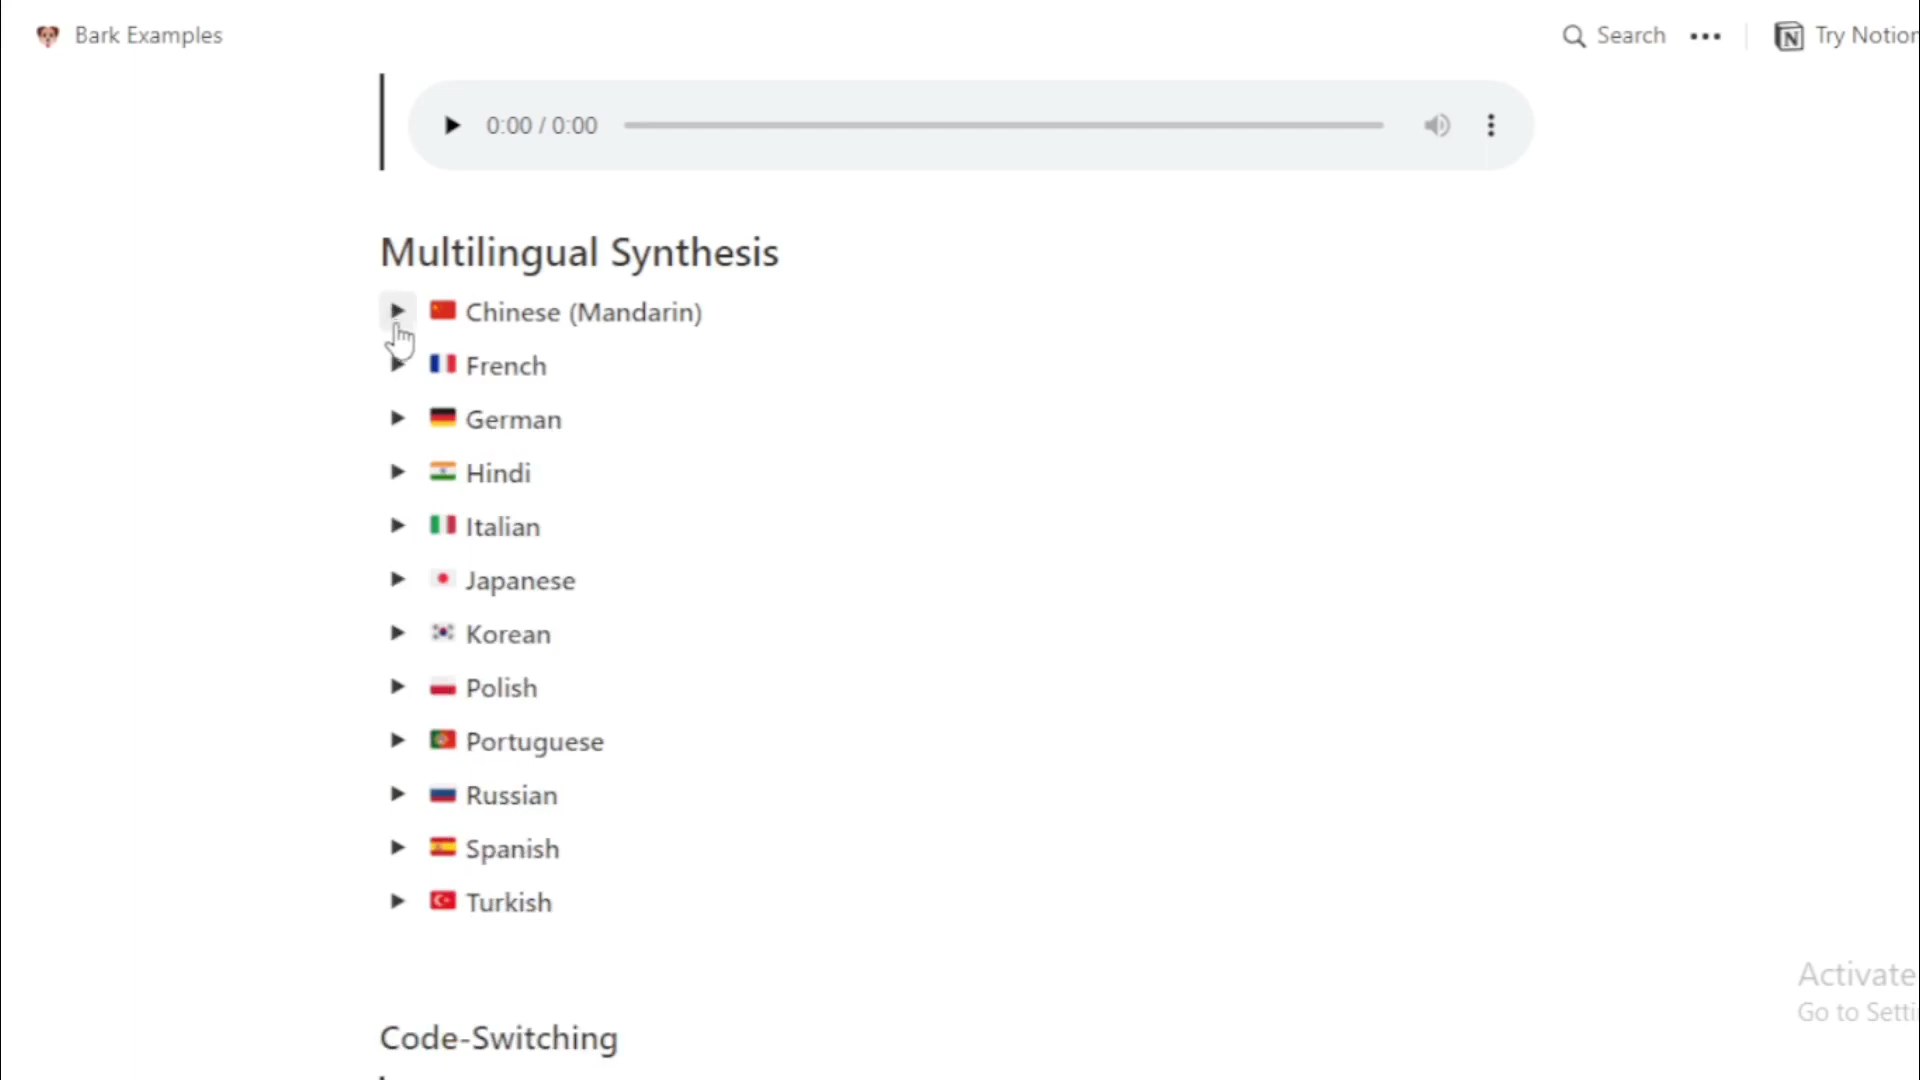 Bark Examples
Search
Try Notion
0:00 / 0:00
Multilingual Synthesis
Chinese (Mandarin)
French
German
Hindi
Italian
Japanese
Korean
Polish
Portuguese
Russian
Spanish
Turkish
Activate
Go to Setti
Code-Switching